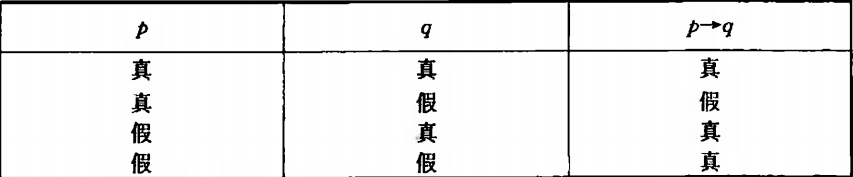 p q p→q
真 真 真
真 假 假
假 真 真
假 假 真